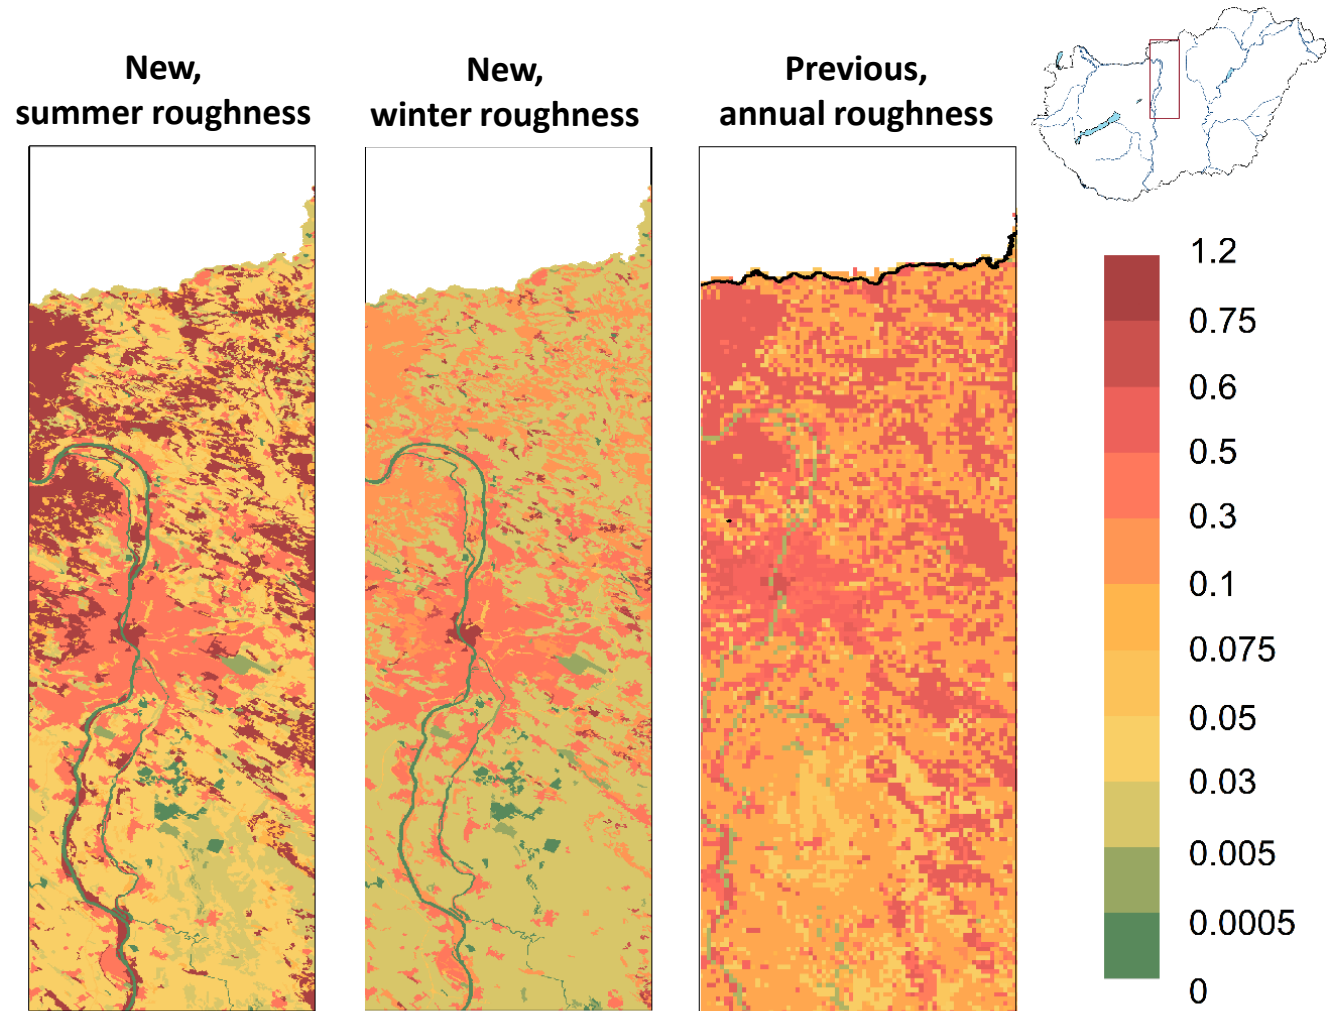 New,
summer roughness
New,
winter roughness
Previous,
annual roughness
1.2
0.75
0.6
0.5
0.3
0.1
0.075
0.05
0.03
0.005
0.0005
0